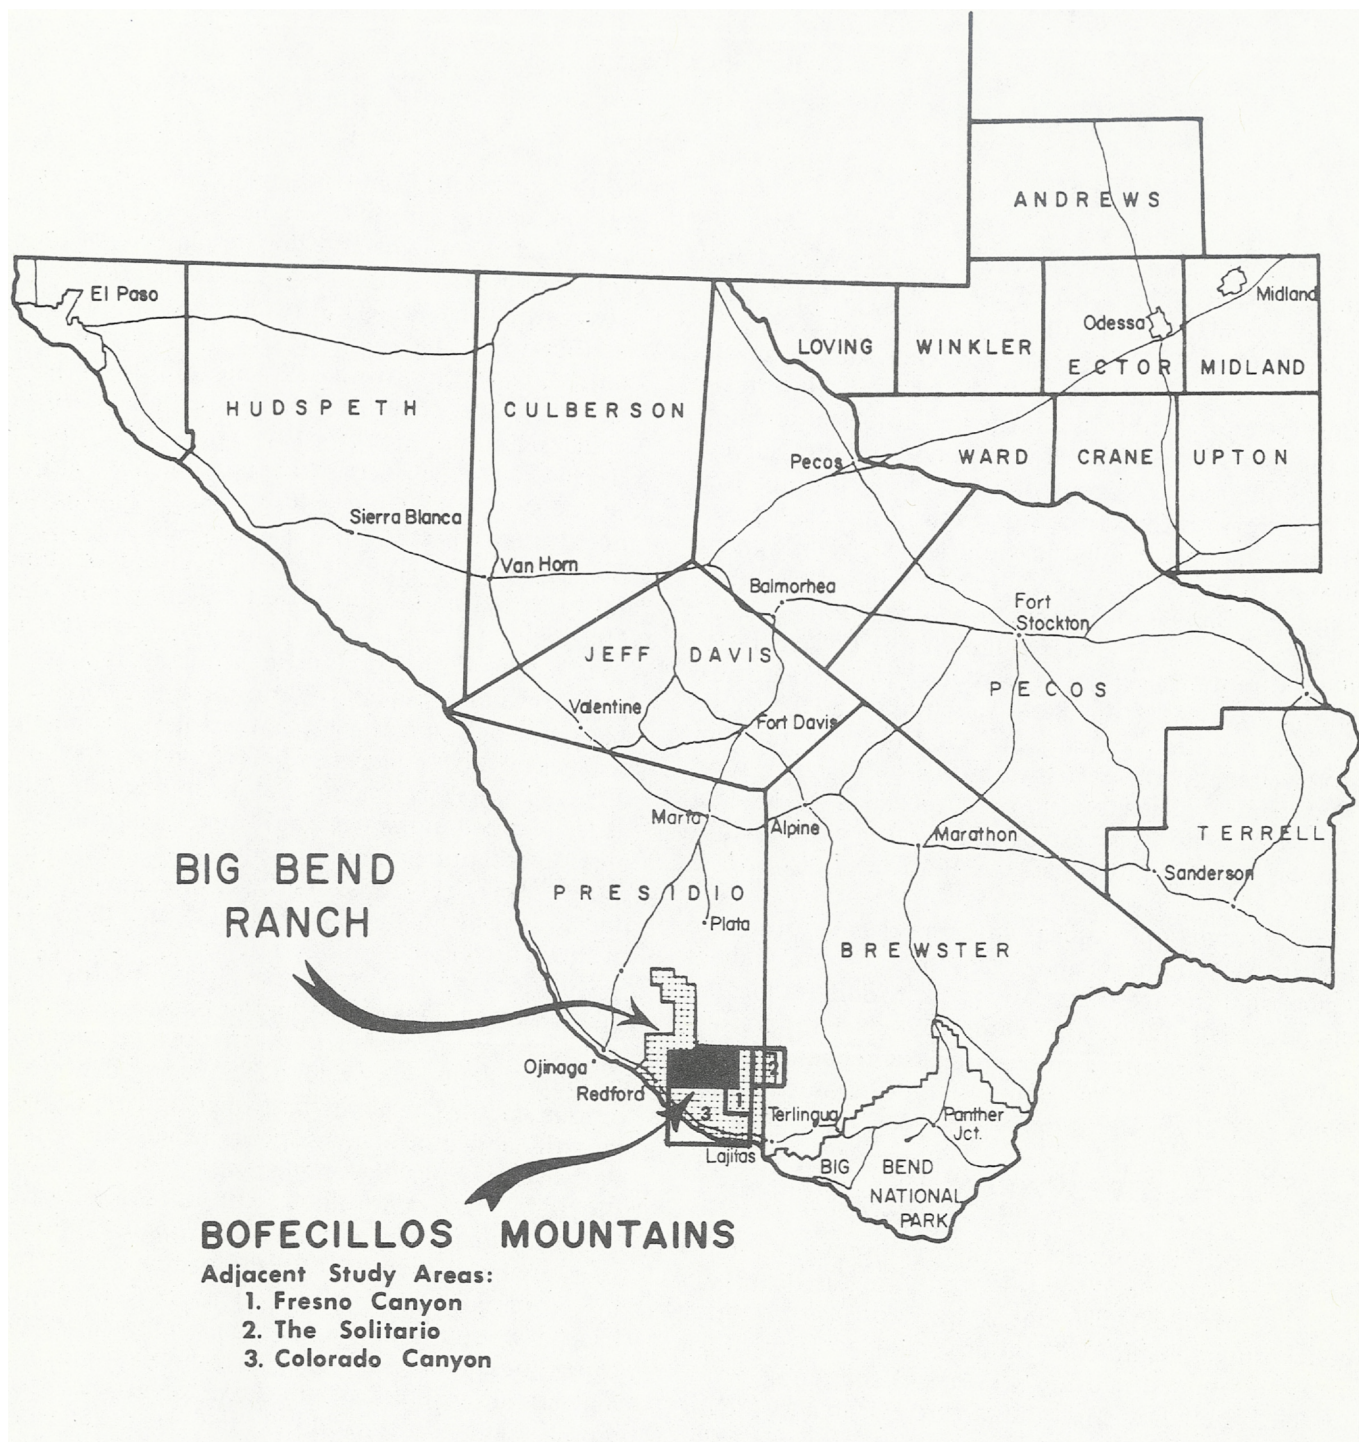 ANDREWS
El Paso
Midland
Odessa
LOVING
WINKLER
ECTOR
MIDLAND
HUDSPETH
CULBERSON
Pecos
WARD
CRANE
UPTON
Sierra Blanca
Van Horn
Balmorhea
Fort
Stockton
JEFF DAVIS
PECOS
Valentine
Fort Davis
Marfa
Alpine
Marathon
TERRELL
Sanderson
BIG BEND
RANCH
PRESIDIO
Plata
BREWSTER
Ojinaga
Redford
2
1
3
Terlingua
Panther
Jct.
Lajitas
BIG BEND
NATIONAL
PARK
BOFECILLOS MOUNTAINS
Adjacent Study Areas:
1. Fresno Canyon
2. The Solitario
3. Colorado Canyon